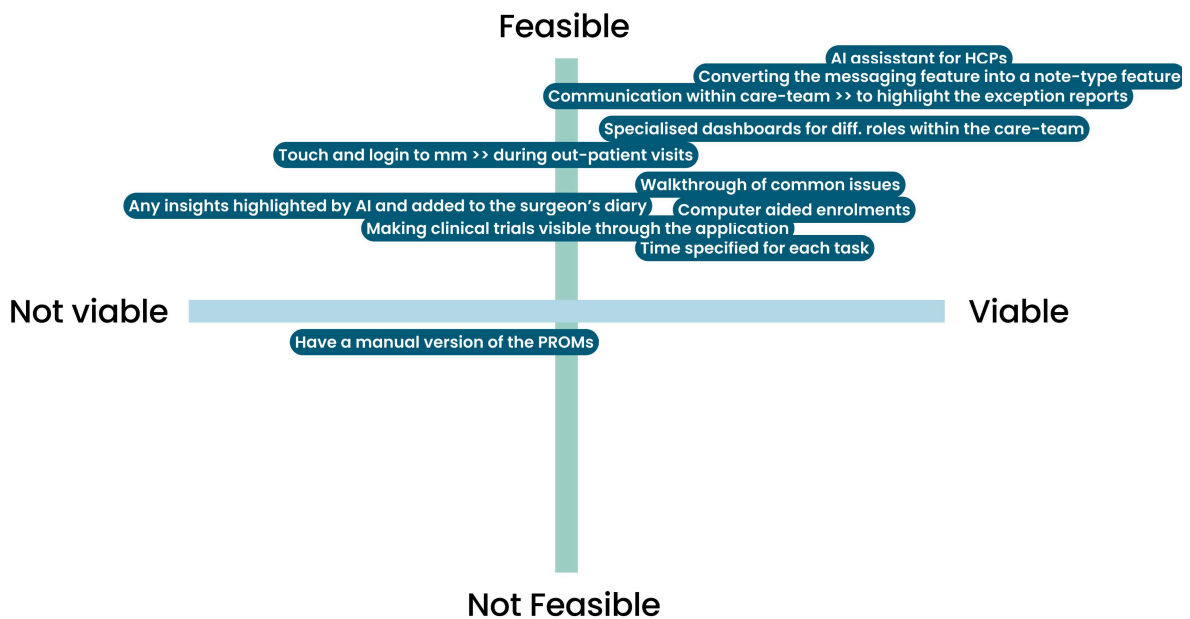 Feasible
AI assisstant for HCPs
Converting the messaging feature into a note-type feature
Communication within care-team >> to highlight the exception reports
Specialised dashboards for diff. roles within the care-team
Touch and login to mm >> during out-patient visits
Walkthrough of common issues
Any insights highlighted by AI and added to the surgeon’s diary
Computer aided enrolments
Making clinical trials visible through the application
Time specified for each task
Not viable
Viable
Have a manual version of the PROMs
Not Feasible